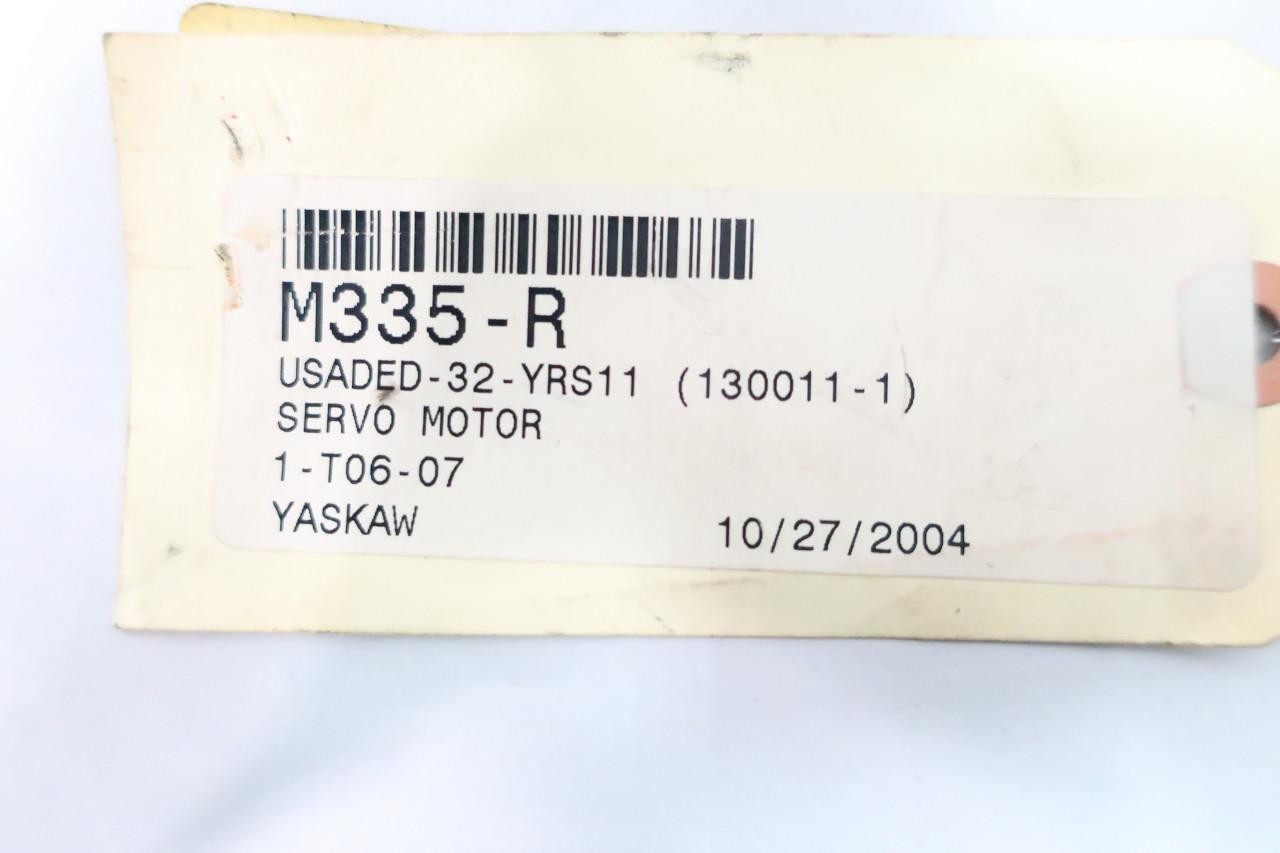 M335-R
USADED-32-YRS11 (130011-1)
SERVO MOTOR
1-T06-07
YASKAW 10/27/2004